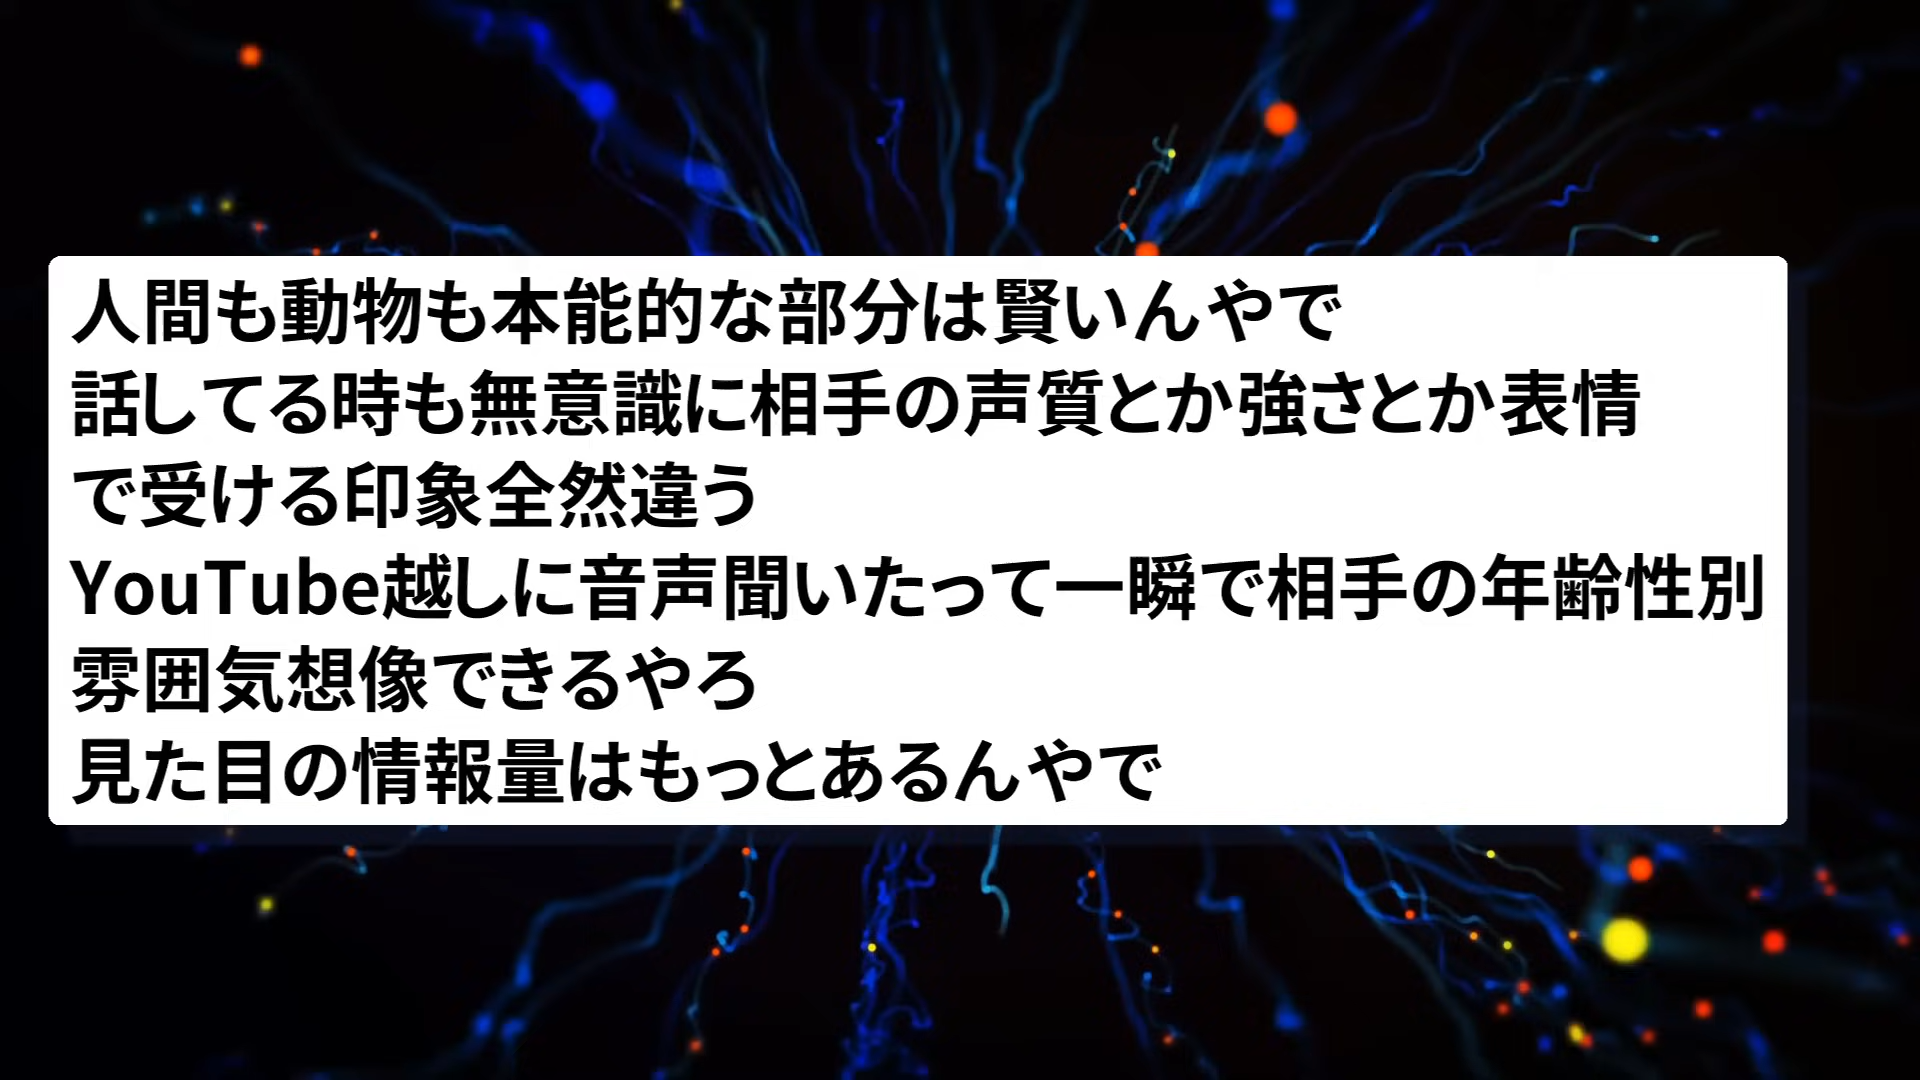 人間も動物も本能的な部分は賢いんやで
話してる時も無意識に相手の声質とか強さとか表情
で受ける印象全然違う
YouTube越しに音声聞いたって一瞬で相手の年齢性別
雰囲気想像できるやろ
見た目の情報量はもっとあるんやで